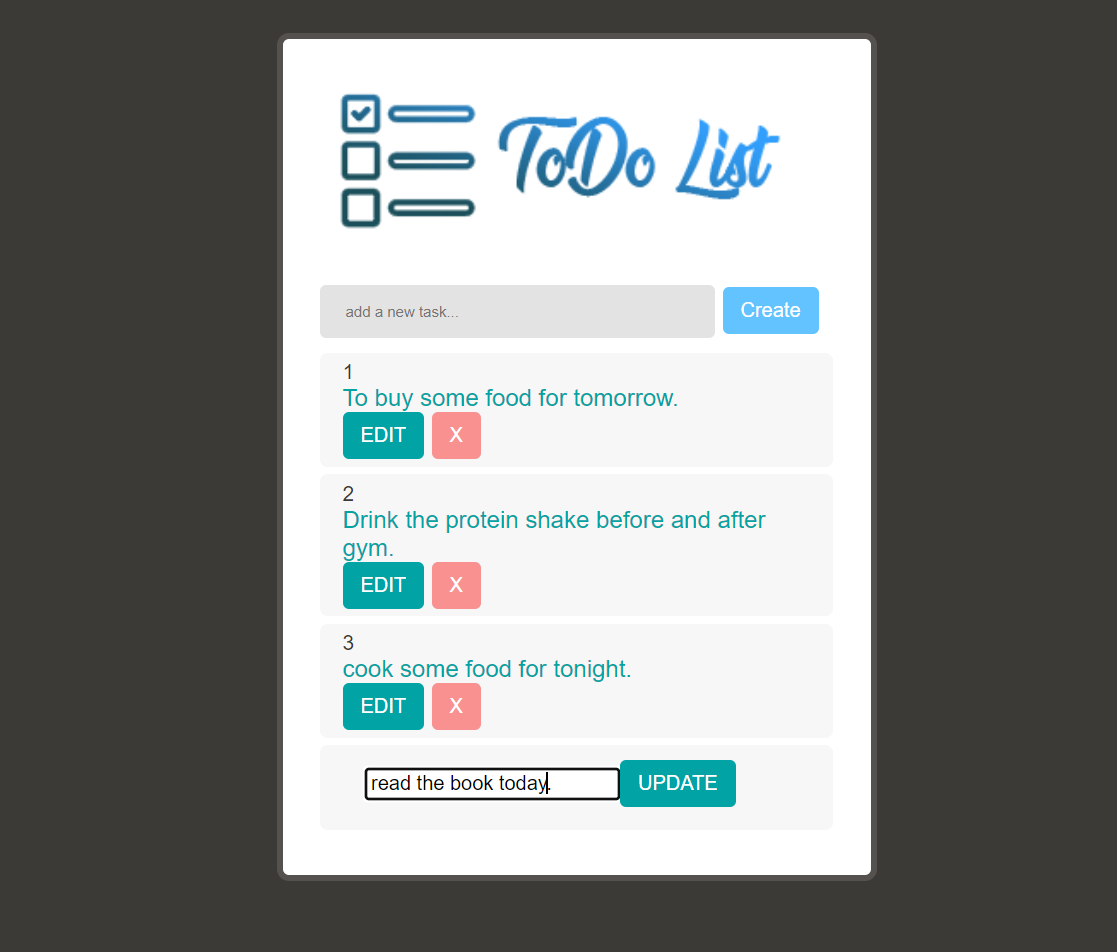 ToDo List
add a new task...
Create
1
To buy some food for tomorrow.
EDIT X
2
Drink the protein shake before and after
gym.
EDIT X
3
cook some food for tonight.
EDIT X
read the book today. UPDATE